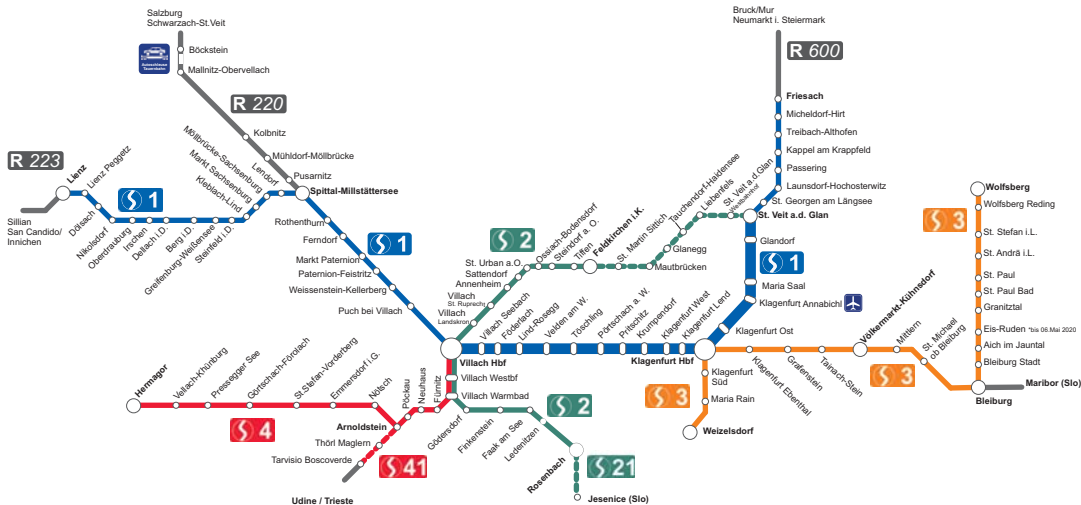 Salzburg
Schwarzach-St.Veit
Böckstein
Autoschleuse
Tauernbahn
Mallnitz-Obervellach
R 220
Kolbnitz
Mühldorf-Möllbrücke
Pusarnitz
Spittal-Millstättersee
R 223
Sillian
San Candido/
Innichen
Lienz
Lienz Peggetz
S 1
Dölsach
Nikolsdorf
Oberdrauburg
Irschen
Dellach i.D.
Berg i.D.
Greifenburg-Weißensee
Steinfeld i.D.
Kleblach-Lind
Markt Sachsenburg
Möllbrücke-Sachsenburg
Lendorf
Rothenthurn
Ferndorf
S 1
Markt Paternion
Paternion-Feistritz
Weissenstein-Kellerberg
Puch bei Villach
Villach Hbf
Bruck/Mur
Neumarkt i. Steiermark
R 600
Friesach
Micheldorf-Hirt
Treibach-Althofen
Kappel am Krappfeld
Passering
Launsdorf-Hochosterwitz
St. Georgen am Längsee
St. Veit a.d. Glan
Glandorf
S 1
Maria Saal
Klagenfurt Annabichl
Klagenfurt Ost
Klagenfurt Hbf
S 2
Villach
Landskron
Villach
St. Ruprecht
Annenheim
Sattendorf
St. Urban a.O.
Ossiach-Bodensdorf
Steindorf a. O.
Tiffen
Feldkirchen i.K.
St. Martin Sittich
Mautbrücken
Glanegg
Tauchendorf-Haidensee
Liebenfels
St. Veit a.d.Glan
Westbahnhof
Villach Seebach
Föderlach
Lind-Rosegg
Velden am W.
Töschling
Pörtschach a. W.
Pritschitz
Krumpendorf
Klagenfurt West
Klagenfurt Lend
Wolfsberg
Wolfsberg Reding
S 3
St. Stefan i.L.
St. Andrä i.L.
St. Paul
St. Paul Bad
Granitztal
Eis-Ruden *bis 06.Mai 2020
Aich im Jauntal
Bleiburg Stadt
Bleiburg
Maribor (Slo)
St. Michael
ob Bleiburg
Mittlern
Völkermarkt-Kühnsdorf
S 3
Tainach-Stein
Grafenstein
Klagenfurt Ebenthal
Klagenfurt
Süd
S 3
Maria Rain
Weizelsdorf
Hermagor
Vellach-Khünburg
Pressegger See
Görtschach-Förolach
St.Stefan-Vorderberg
Emmersdorf i.G.
Nötsch
S 4
Arnoldstein
Pöckau
Neuhaus
Fürnitz
Thörl Maglern
Tarvisio Boscoverde
S 41
Udine / Trieste
Villach Westbf
Villach Warmbad
S 2
Gödersdorf
Finkenstein
Faak am See
Ledenitzen
Rosenbach
S 21
Jesenice (Slo)